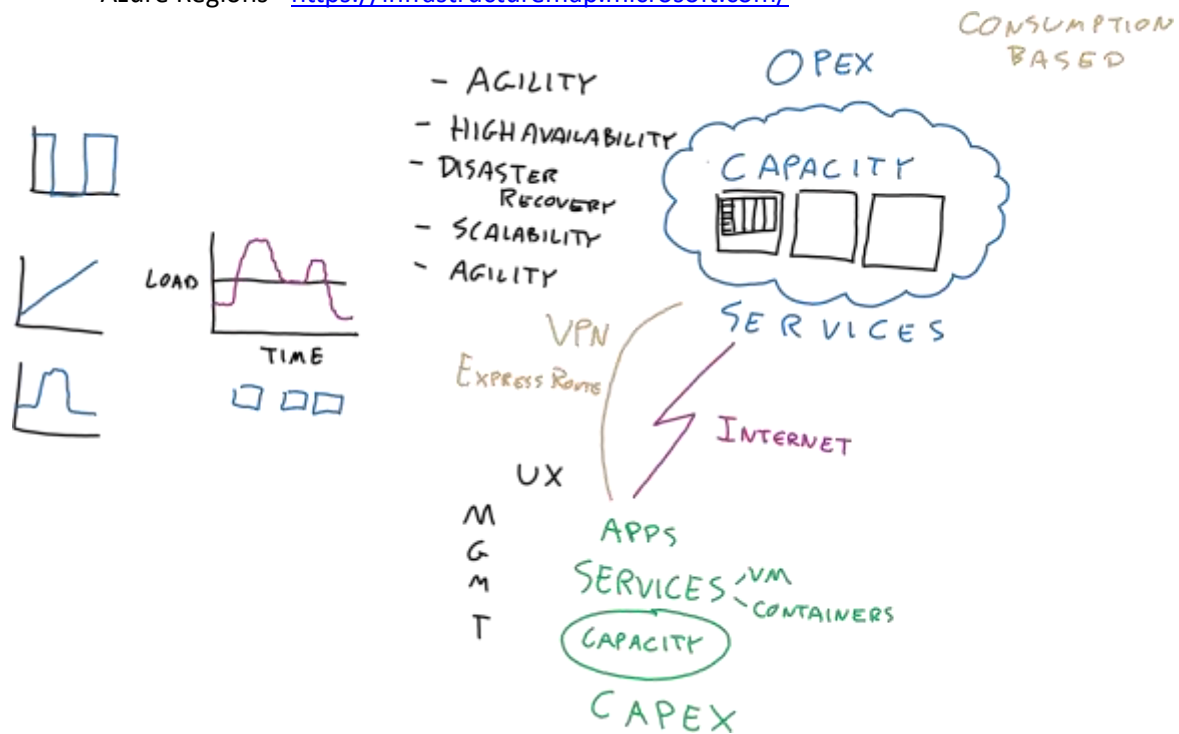 Azure Regions - https://infrastructuremap.microsoft.com/
CONSUMPTION
BASED
OPEX
- AGILITY
- HIGH AVAILABILITY
- DISASTER
RECOVERY
- SCALABILITY
- AGILITY
CAPACITY
SERVICES
LOAD
TIME
VPN
EXPRESS ROUTE
INTERNET
UX
M
G
M
T
APPS
SERVICES
VM
CONTAINERS
CAPACITY
CAPEX